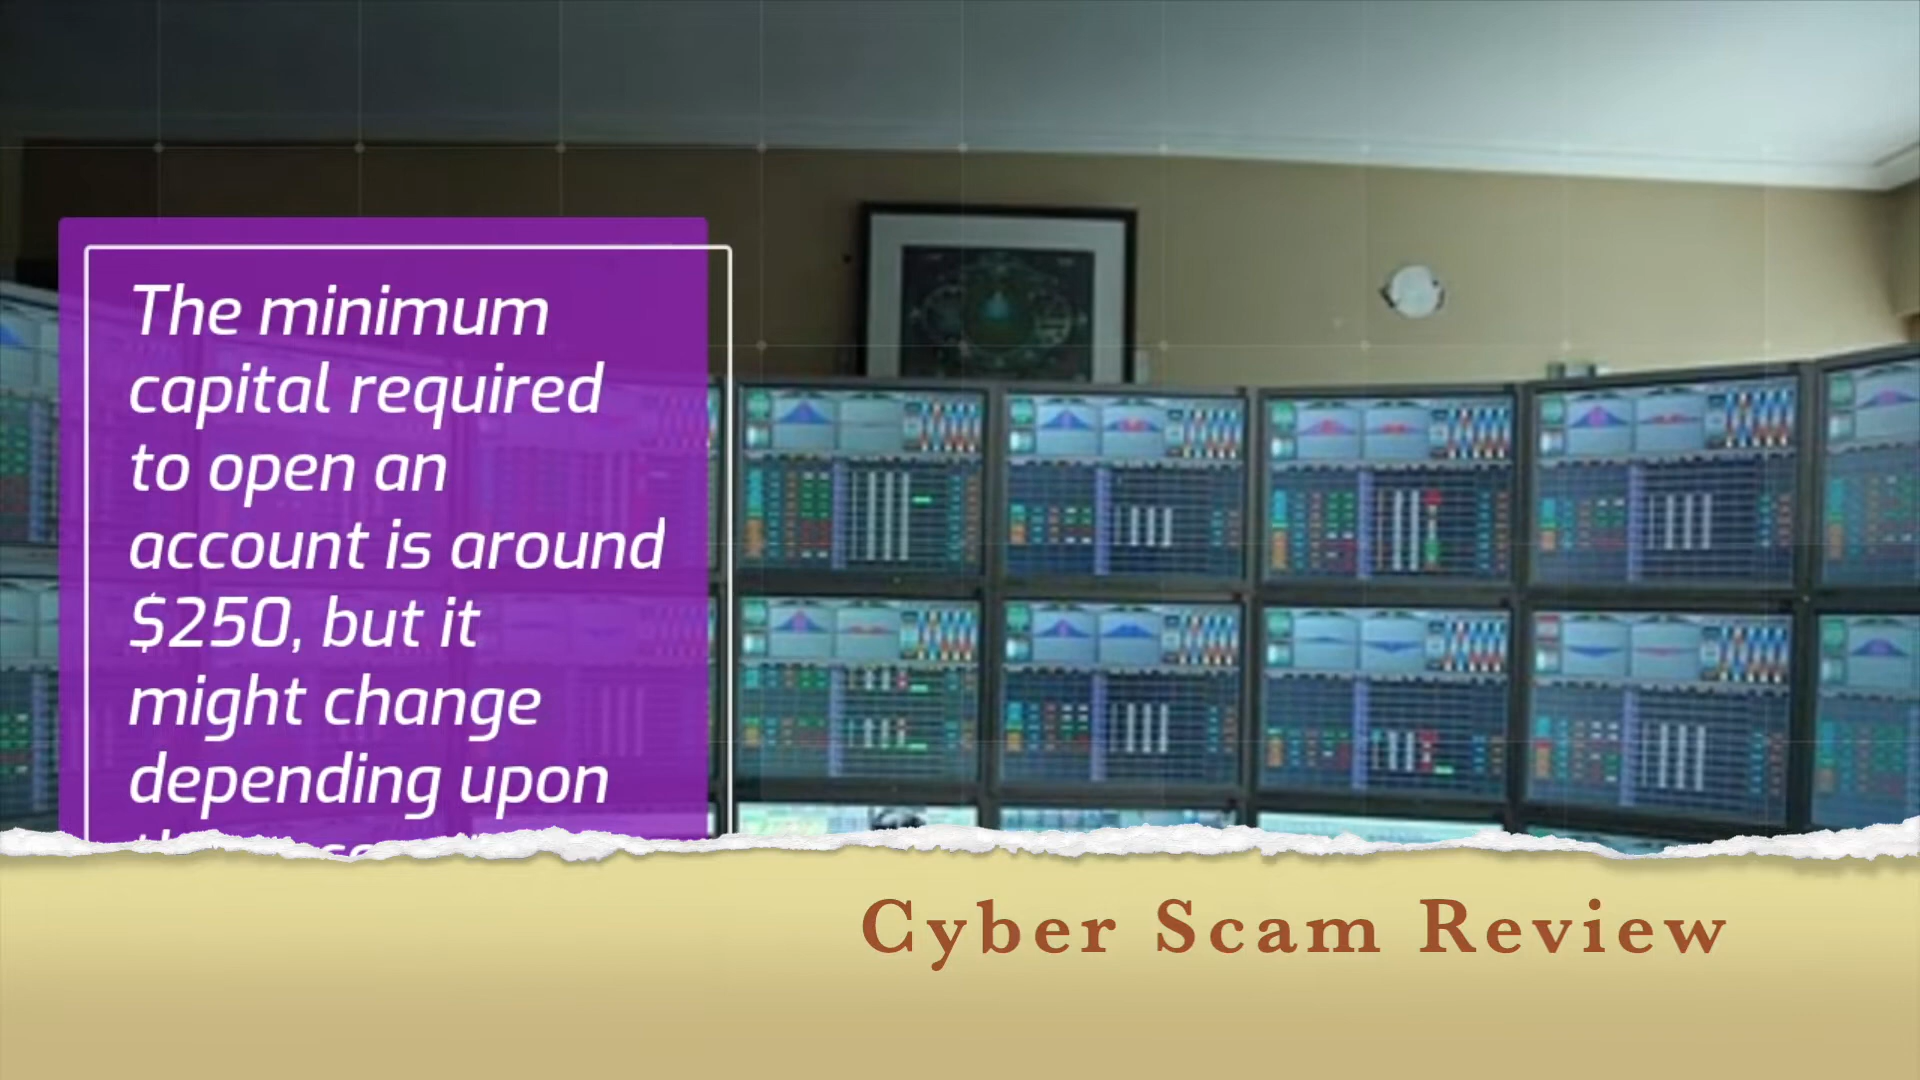 The minimum
capital required
to open an
account is around
$250, but it
might change
depending upon
Cyber Scam Review